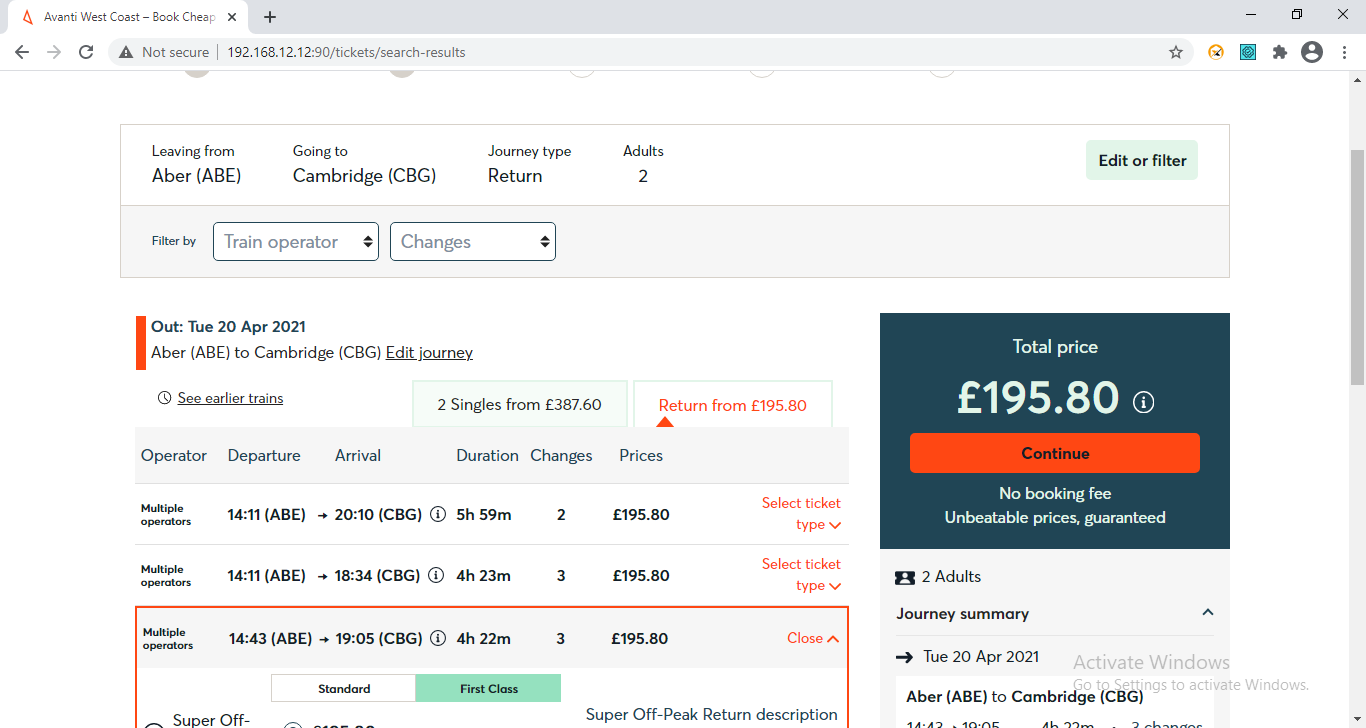 Avanti West Coast – Book Cheap
Not secure
192.168.12.12:90/tickets/search-results
Leaving from
Aber (ABE)
Going to
Cambridge (CBG)
Journey type
Return
Adults
2
Edit or filter
Filter by
Train operator
Changes
Out: Tue 20 Apr 2021
Aber (ABE) to Cambridge (CBG) Edit journey
See earlier trains
2 Singles from £387.60
Return from £195.80
Operator Departure Arrival Duration Changes Prices
Multiple operators 14:11 (ABE) → 20:10 (CBG) 5h 59m 2 £195.80 Select ticket type
Multiple operators 14:11 (ABE) → 18:34 (CBG) 4h 23m 3 £195.80 Select ticket type
Multiple operators 14:43 (ABE) → 19:05 (CBG) 4h 22m 3 £195.80 Close
Standard First Class
Super Off-
Super Off-Peak Return description
Total price
£195.80
Continue
No booking fee
Unbeatable prices, guaranteed
2 Adults
Journey summary
Tue 20 Apr 2021
Aber (ABE) to Cambridge (CBG)
14:43 → 19:05 4h 22m 3 changes
Activate Windows
Go to Settings to activate Windows.